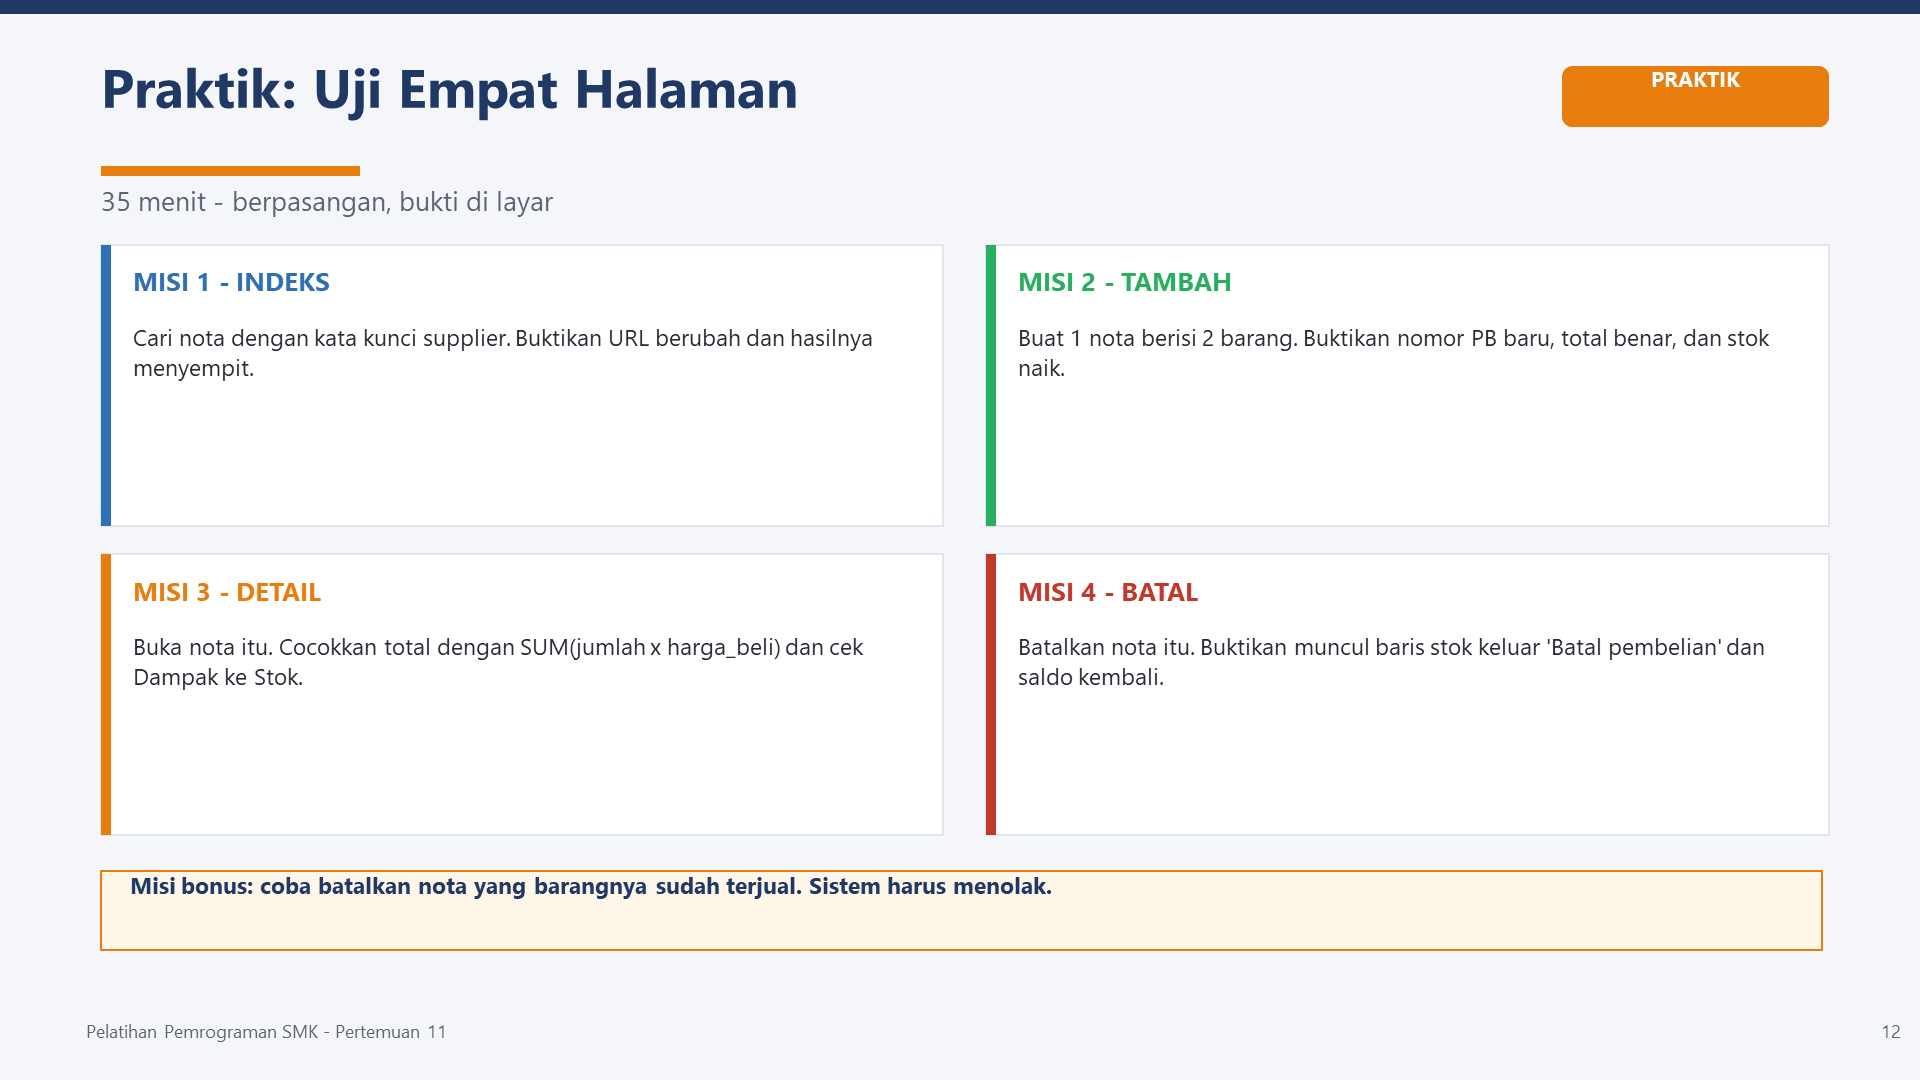 Praktik: Uji Empat Halaman
PRAKTIK
35 menit - berpasangan, bukti di layar
MISI 1 - INDEKS
Cari nota dengan kata kunci supplier. Buktikan URL berubah dan hasilnya
menyempit.
MISI 2 - TAMBAH
Buat 1 nota berisi 2 barang. Buktikan nomor PB baru, total benar, dan stok
naik.
MISI 3 - DETAIL
Buka nota itu. Cocokkan total dengan SUM(jumlah x harga_beli) dan cek
Dampak ke Stok.
MISI 4 - BATAL
Batalkan nota itu. Buktikan muncul baris stok keluar 'Batal pembelian' dan
saldo kembali.
Misi bonus: coba batalkan nota yang barangnya sudah terjual. Sistem harus menolak.
Pelatihan Pemrograman SMK - Pertemuan 11
12